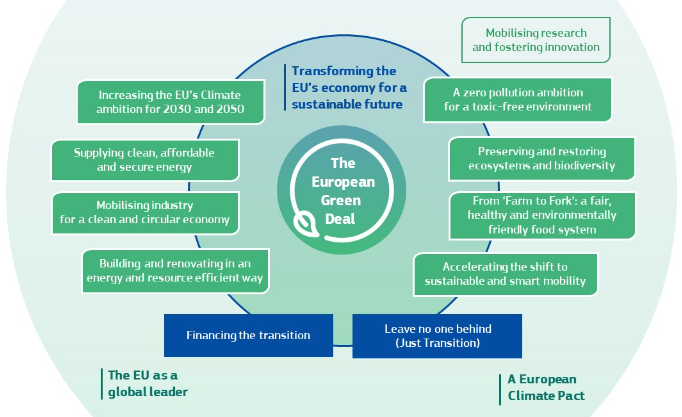 Mobilising research
and fostering innovation
Transforming the
EU's economy for a
sustainable future
Increasing the EU's Climate
ambition for 2030 and 2050
A zero pollution ambition
for a toxic-free environment
Supplying clean, affordable
and secure energy
Preserving and restoring
ecosystems and biodiversity
The
European
Green
Deal
Mobilising industry
for a clean and circular economy
From 'Farm to Fork': a fair,
healthy and environmentally
friendly food system
Building and renovating in an
energy and resource efficient way
Accelerating the shift to
sustainable and smart mobility
Financing the transition
Leave no one behind
(Just Transition)
The EU as a
global leader
A European
Climate Pact